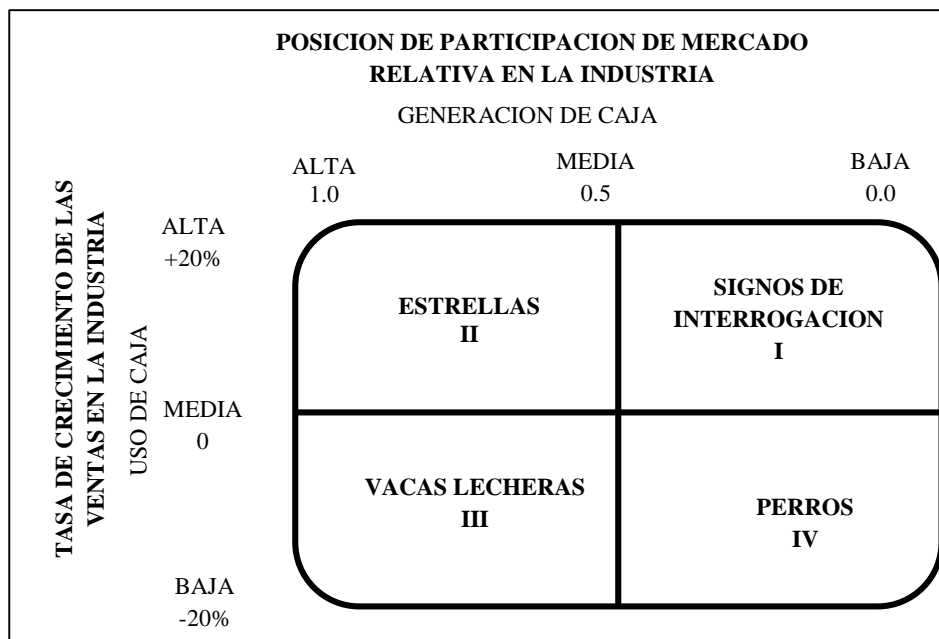 POSICION DE PARTICIPACION DE MERCADO
RELATIVA EN LA INDUSTRIA
GENERACION DE CAJA
ALTA
1.0
MEDIA
0.5
BAJA
0.0
TASA DE CRECIMIENTO DE LAS
VENTAS EN LA INDUSTRIA
USO DE CAJA
ALTA
+20%
MEDIA
0
BAJA
-20%
ESTRELLAS
II
SIGNOS DE
INTERROGACION
I
VACAS LECHERAS
III
PERROS
IV